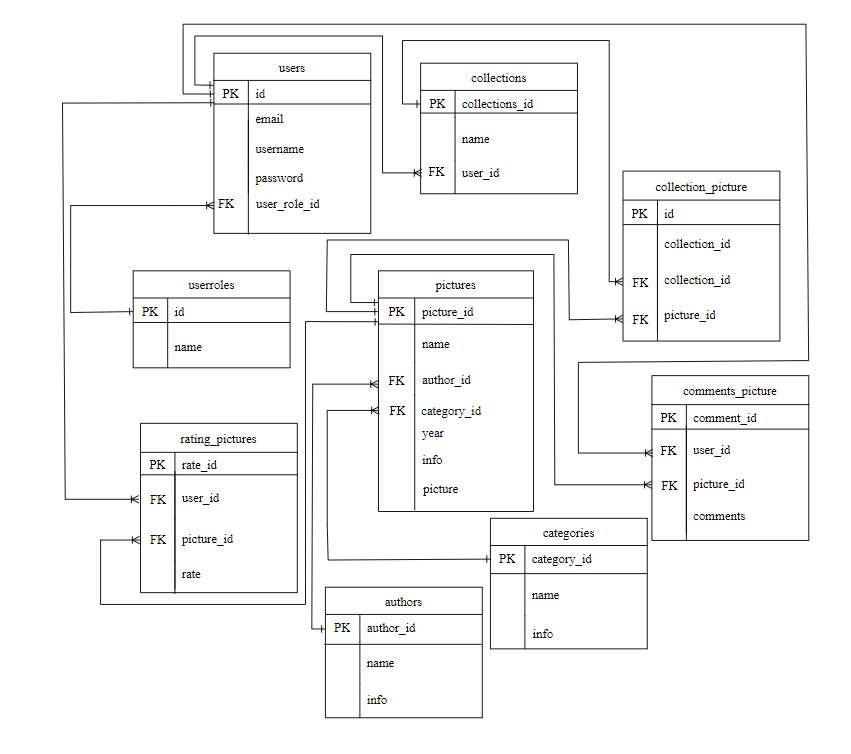 users
PK id
email
username
password
FK user_role_id
collections
PK collections_id
name
FK user_id
collection_picture
PK id
collection_id
FK collection_id
FK picture_id
userroles
PK id
name
pictures
PK picture_id
name
FK author_id
FK category_id
year
info
picture
comments_picture
PK comment_id
FK user_id
FK picture_id
comments
rating_pictures
PK rate_id
FK user_id
FK picture_id
rate
categories
PK category_id
name
info
authors
PK author_id
name
info